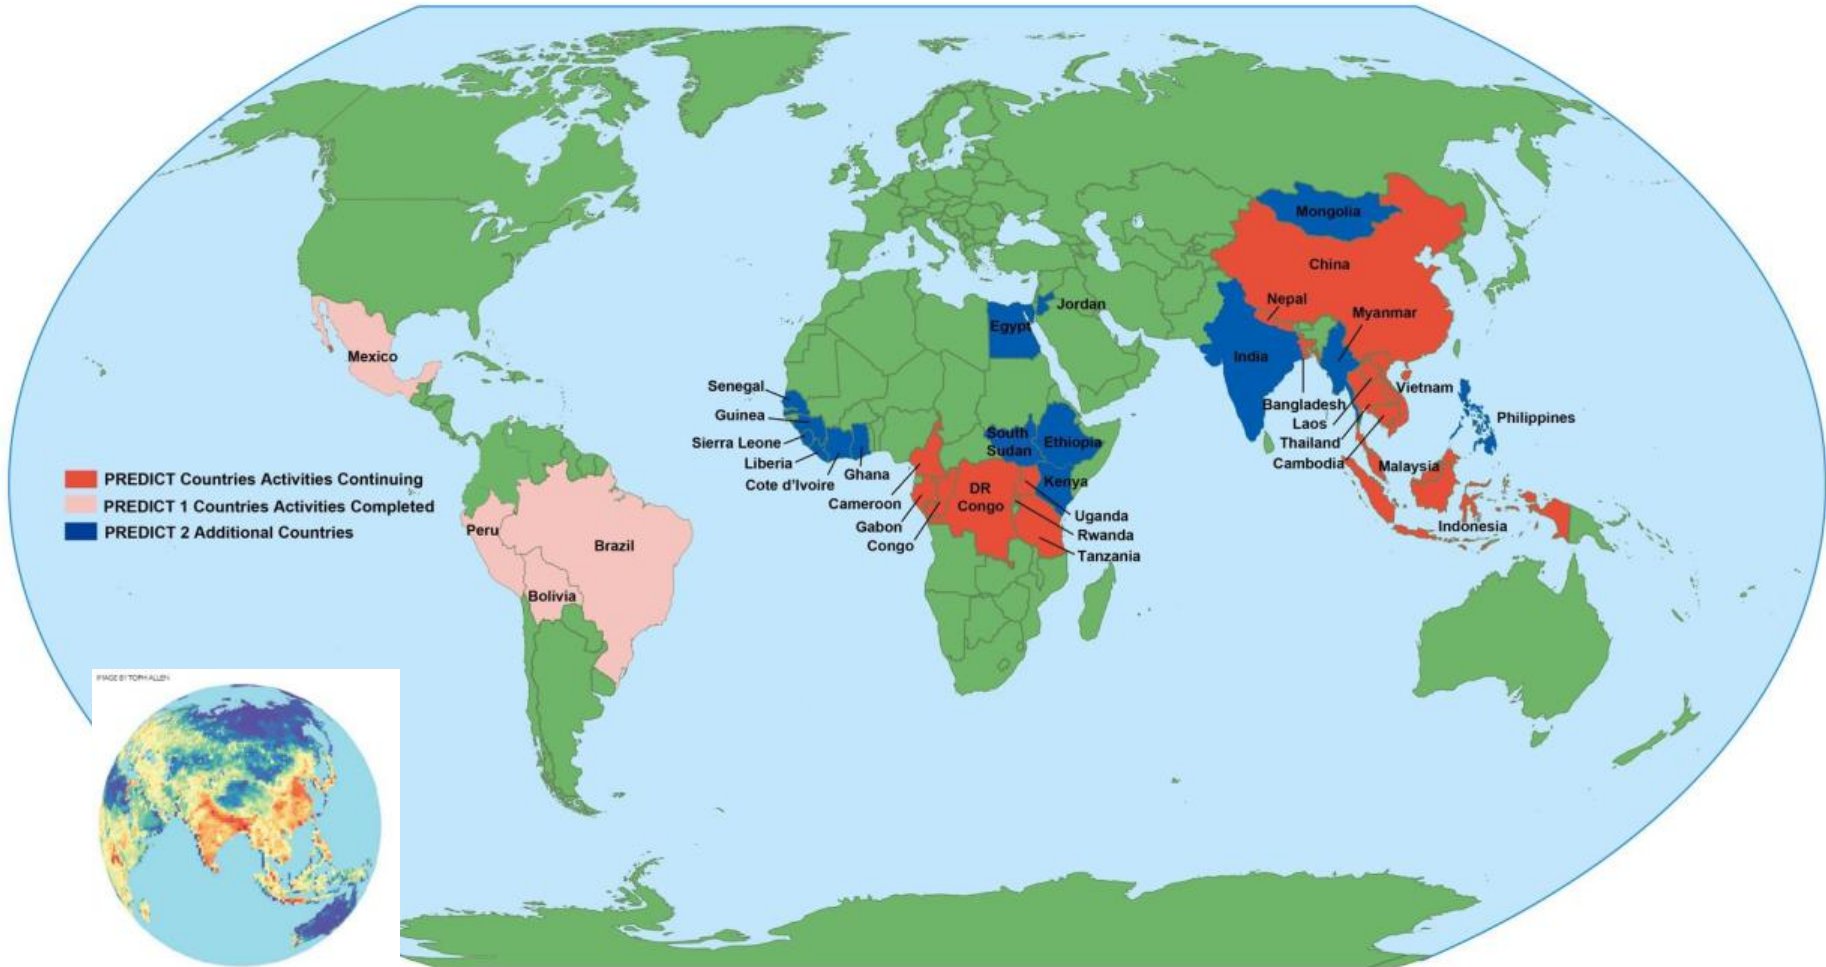 Mongolia
China
Jordan
Nepal
Myanmar
Egypt
Mexico
India
Senegal
Vietnam
Bangladesh
Guinea
Philippines
Laos
South
Sudan
Ethiopia
Sierra Leone
Thailand
Liberia
Cambodia
Malaysia
Ghana
PREDICT Countries Activities Continuing
Cote d'Ivoire
Kenya
DR
Congo
Cameroon
PREDICT 1 Countries Activities Completed
Uganda
Gabon
Indonesia
Peru
PREDICT 2 Additional Countries
Rwanda
Brazil
Congo
Tanzania
Bolivia
IMAGE BY TOPH ALLEN